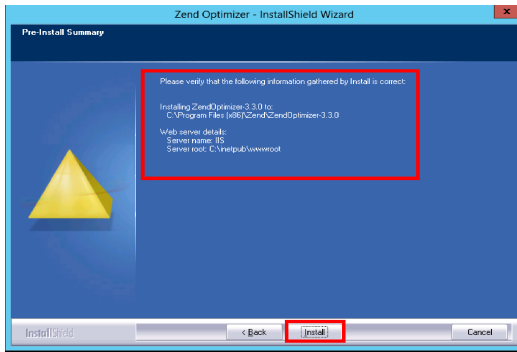 Zend Optimizer - InstallShield Wizard
x
Pre-Install Summary
Please verify that the following information gathered by Install is correct:
Installing ZendOptimizer-3.3.0 to:
C:\Program Files (x86)\Zend\ZendOptimizer-3.3.0
Web server details:
Server name: IIS
Server root: C:\inetpub\wwwroot
InstallShield
< Back
Install
Cancel